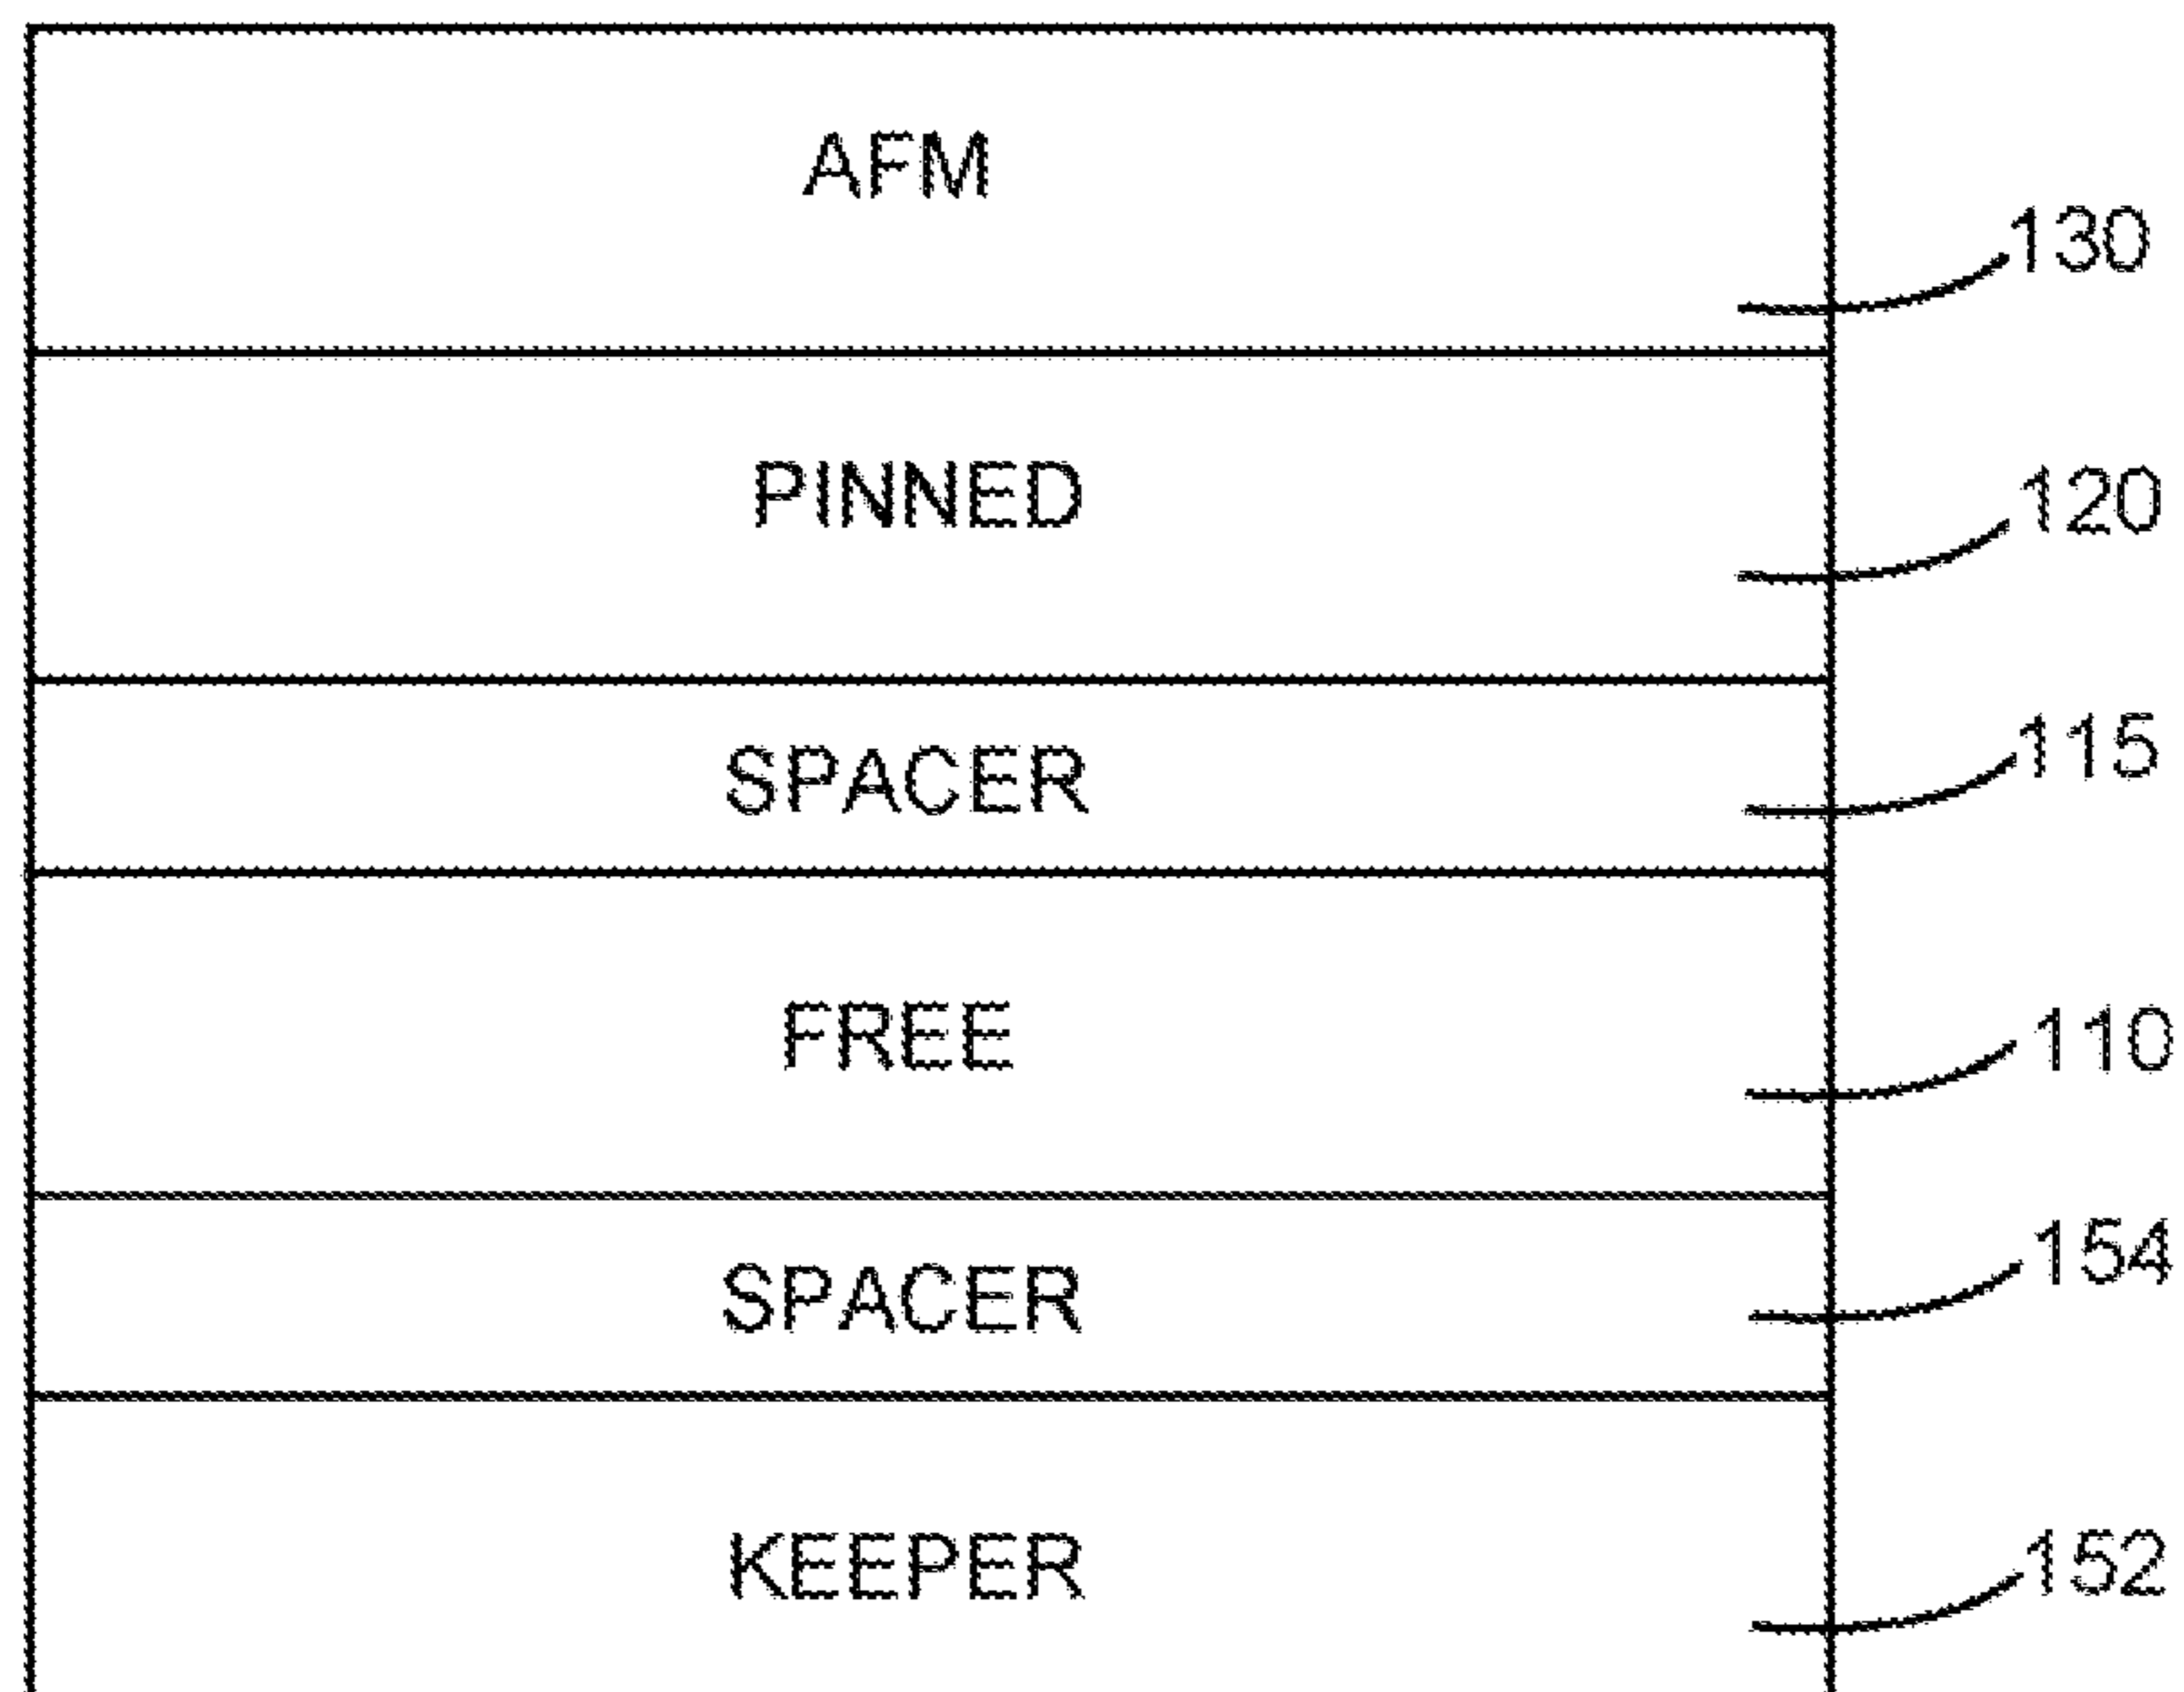 AFM
130
PINNED
120
SPACER
115
FREE
110
SPACER
154
KEEPER
152